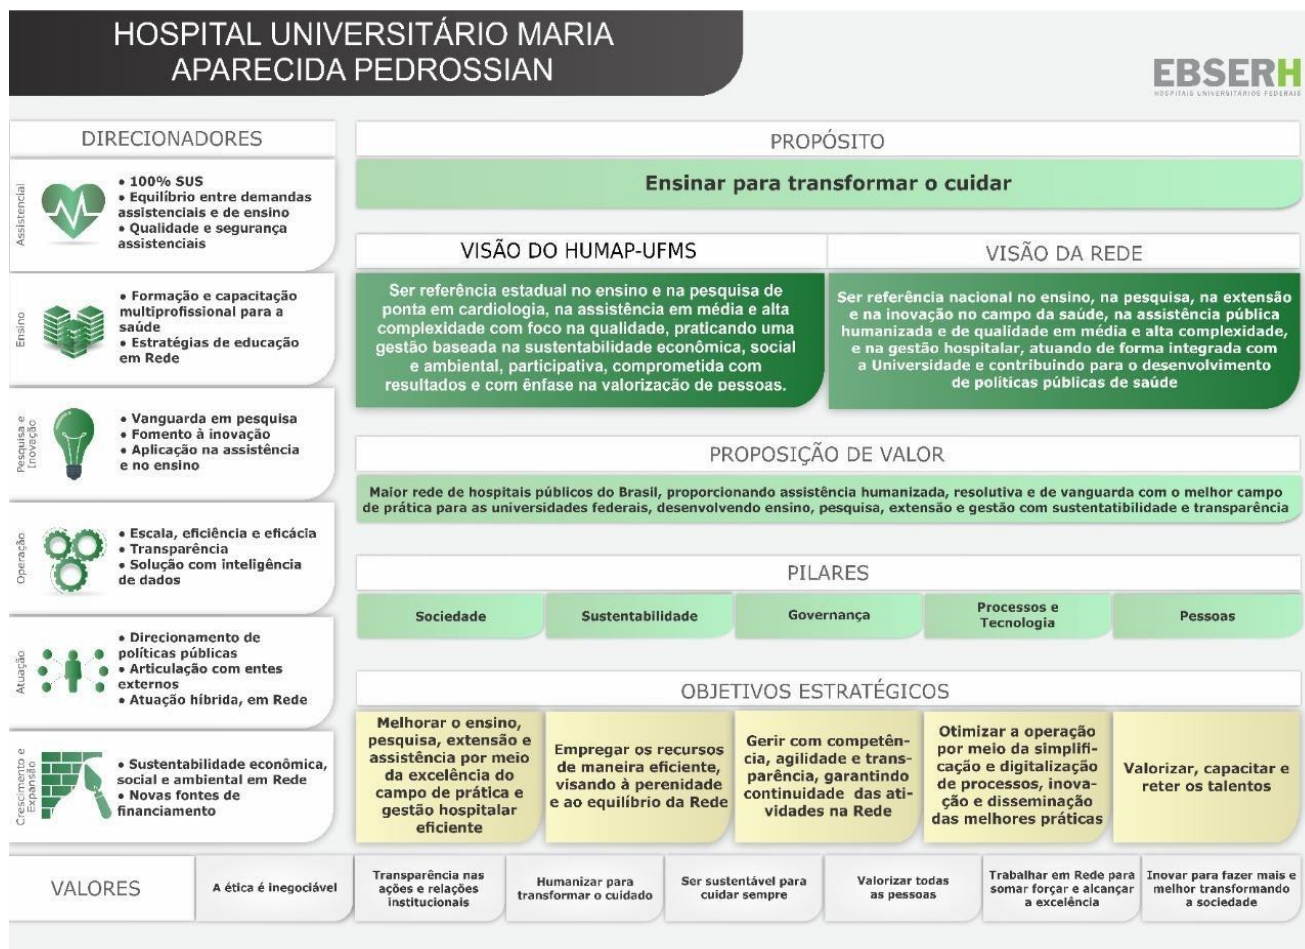 HOSPITAL UNIVERSITÁRIO MARIA
APARECIDA PEDROSSIAN
EBSERH
HOSPITAIS UNIVERSITÁRIOS FEDERAIS
DIRECIONADORES
Assistencial
• 100% SUS
• Equilíbrio entre demandas
assistenciais e de ensino
• Qualidade e segurança
assistenciais
Ensino
• Formação e capacitação
multiprofissional para a
saúde
• Estratégias de educação
em Rede
Pesquisa e
Inovação
• Vanguarda em pesquisa
• Fomento à inovação
• Aplicação na assistência
e no ensino
Operação
• Escala, eficiência e eficácia
• Transparência
• Solução com inteligência
de dados
Atuação
• Direcionamento de
políticas públicas
• Articulação com entes
externos
• Atuação híbrida, em Rede
Crescimento e
Expansão
• Sustentabilidade econômica,
social e ambiental em Rede
• Novas fontes de
financiamento
PROPÓSITO
Ensinar para transformar o cuidar
VISÃO DO HUMAP-UFMS
Ser referência estadual no ensino e na pesquisa de
ponta em cardiologia, na assistência em média e alta
complexidade com foco na qualidade, praticando uma
gestão baseada na sustentabilidade econômica, social
e ambiental, participativa, comprometida com
resultados e com ênfase na valorização de pessoas.
VISÃO DA REDE
Ser referência nacional no ensino, na pesquisa, na extensão
e na inovação no campo da saúde, na assistência pública
humanizada e de qualidade em média e alta complexidade,
e na gestão hospitalar, atuando de forma integrada com
a Universidade e contribuindo para o desenvolvimento
de políticas públicas de saúde
PROPOSIÇÃO DE VALOR
Maior rede de hospitais públicos do Brasil, proporcionando assistência humanizada, resolutiva e de vanguarda com o melhor campo
de prática para as universidades federais, desenvolvendo ensino, pesquisa, extensão e gestão com sustentatibilidade e transparência
PILARES
Sociedade
Sustentabilidade
Governança
Processos e
Tecnologia
Pessoas
OBJETIVOS ESTRATÉGICOS
Melhorar o ensino,
pesquisa, extensão e
assistência por meio
da excelência do
campo de prática e
gestão hospitalar
eficiente
Empregar os recursos
de maneira eficiente,
visando à perenidade
e ao equilíbrio da Rede
Gerir com competên-
cia, agilidade e trans-
parência, garantindo
continuidade das ati-
vidades na Rede
Otimizar a operação
por meio da simplifi-
cação e digitalização
de processos, inova-
ção e disseminação
das melhores práticas
Valorizar, capacitar e
reter os talentos
VALORES
A ética é inegociável
Transparência nas
ações e relações
institucionais
Humanizar para
transformar o cuidado
Ser sustentável para
cuidar sempre
Valorizar todas
as pessoas
Trabalhar em Rede para
somar forçar e alcançar
a excelência
Inovar para fazer mais e
melhor transformando
a sociedade